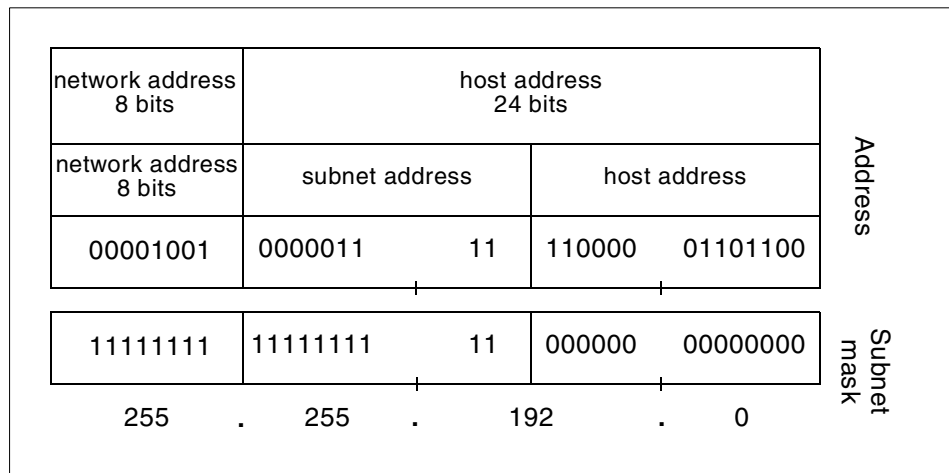 network address
8 bits
host address
24 bits
network address
8 bits
subnet address
host address
00001001
0000011
11
110000
01101100
Address
11111111
11111111
11
000000
00000000
Subnet
mask
255 . 255 . 192 . 0